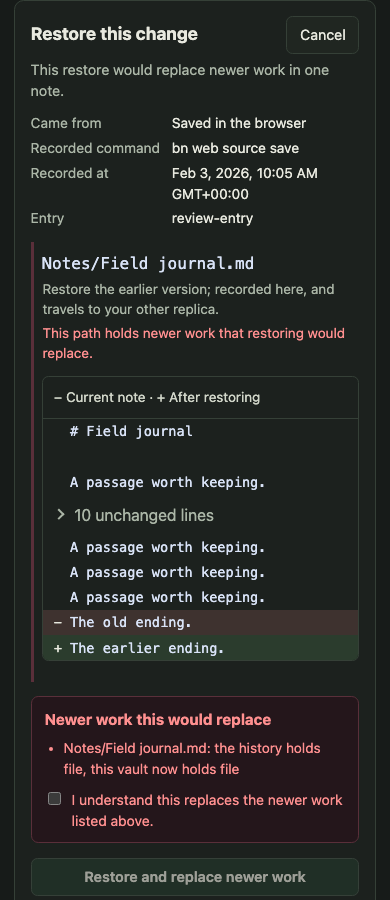 Restore this change
Cancel
This restore would replace newer work in one
note.
Came from Saved in the browser
Recorded command bn web source save
Recorded at Feb 3, 2026, 10:05 AM
GMT+00:00
Entry review-entry
Notes/Field journal.md
Restore the earlier version; recorded here, and
travels to your other replica.
This path holds newer work that restoring would
replace.
− Current note · + After restoring
# Field journal
A passage worth keeping.
10 unchanged lines
A passage worth keeping.
A passage worth keeping.
A passage worth keeping.
− The old ending.
+ The earlier ending.
Newer work this would replace
• Notes/Field journal.md: the history holds
file, this vault now holds file
I understand this replaces the newer work
listed above.
Restore and replace newer work